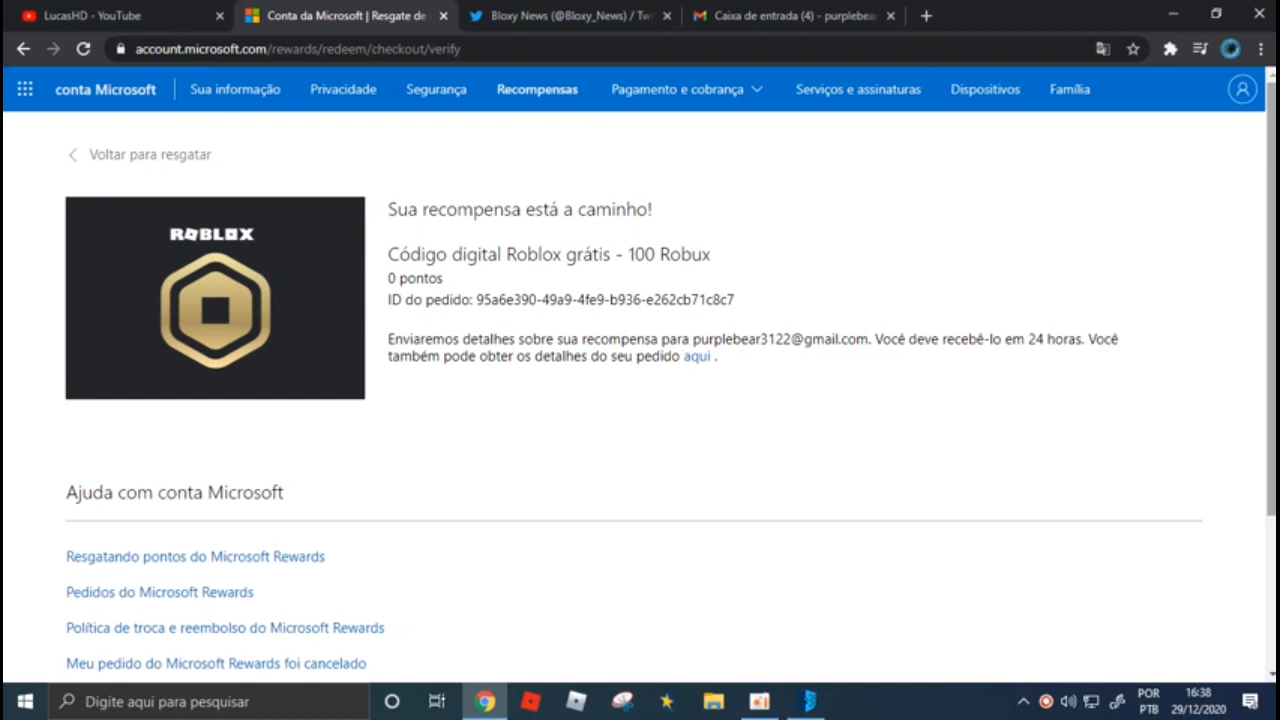 LucasHD - YouTube
Conta da Microsoft | Resgate de
Bloxy News (@Bloxy_News) / Twi
Caixa de entrada (4) - purplebea
account.microsoft.com/rewards/redeem/checkout/verify
conta Microsoft
Sua informação
Privacidade
Segurança
Recompensas
Pagamento e cobrança
Serviços e assinaturas
Dispositivos
Família
Voltar para resgatar
ROBLOX
Sua recompensa está a caminho!
Código digital Roblox grátis - 100 Robux
0 pontos
ID do pedido: 95a6e390-49a9-4fe9-b936-e262cb71c8c7
Enviaremos detalhes sobre sua recompensa para purplebear3122@gmail.com. Você deve recebê-lo em 24 horas. Você
também pode obter os detalhes do seu pedido aqui .
Ajuda com conta Microsoft
Resgatando pontos do Microsoft Rewards
Pedidos do Microsoft Rewards
Política de troca e reembolso do Microsoft Rewards
Meu pedido do Microsoft Rewards foi cancelado
Digite aqui para pesquisar
POR
PTB
16:38
29/12/2020